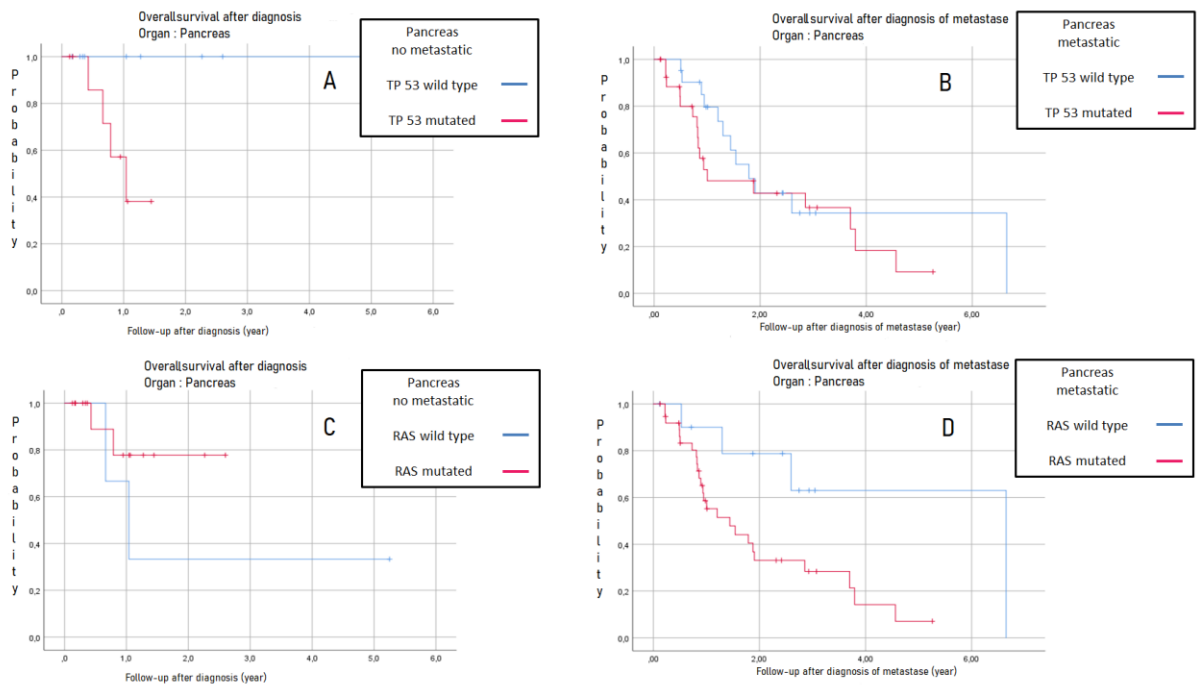 Overallsurvival after diagnosis
Organ : Pancreas
Pancreas
no metastatic
TP 53 wild type
TP 53 mutated
A
Probability
1,0
0,8
0,6
0,4
0,2
0,0
,0 1,0 2,0 3,0 4,0 5,0 6,0
Follow-up after diagnosis (year)
Overallsurvival after diagnosis of metastase
Organ : Pancreas
Pancreas
metastatic
TP 53 wild type
TP 53 mutated
B
Probability
1,0
0,8
0,6
0,4
0,2
0,0
,00 2,00 4,00 6,00
Follow-up after diagnosis of metastase (year)
Overallsurvival after diagnosis
Organ : Pancreas
Pancreas
no metastatic
RAS wild type
RAS mutated
C
Probability
1,0
0,8
0,6
0,4
0,2
0,0
,0 1,0 2,0 3,0 4,0 5,0 6,0
Follow-up after diagnosis (year)
Overallsurvival after diagnosis of metastase
Organ : Pancreas
Pancreas
metastatic
RAS wild type
RAS mutated
D
Probability
1,0
0,8
0,6
0,4
0,2
0,0
,00 2,00 4,00 6,00
Follow-up after diagnosis of metastase (year)